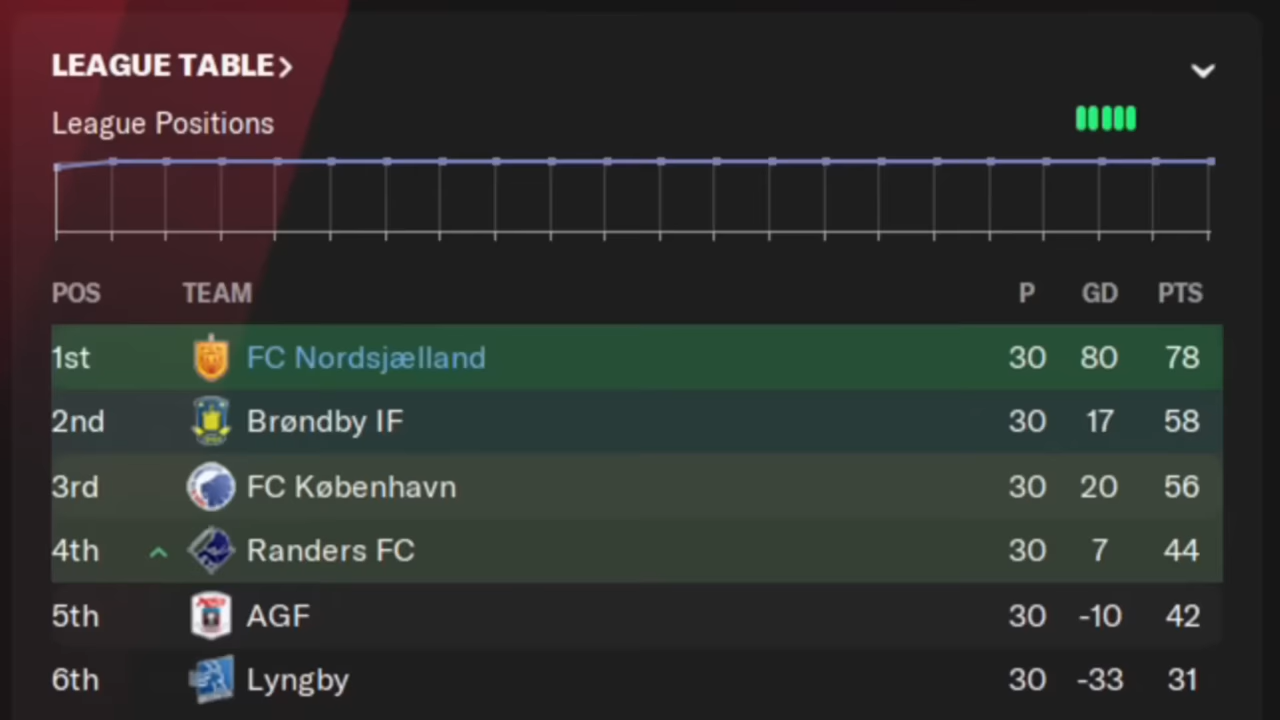 LEAGUE TABLE >
League Positions
POS TEAM P GD PTS
1st FC Nordsjælland 30 80 78
2nd Brøndby IF 30 17 58
3rd FC København 30 20 56
4th Randers FC 30 7 44
5th AGF 30 -10 42
6th Lyngby 30 -33 31